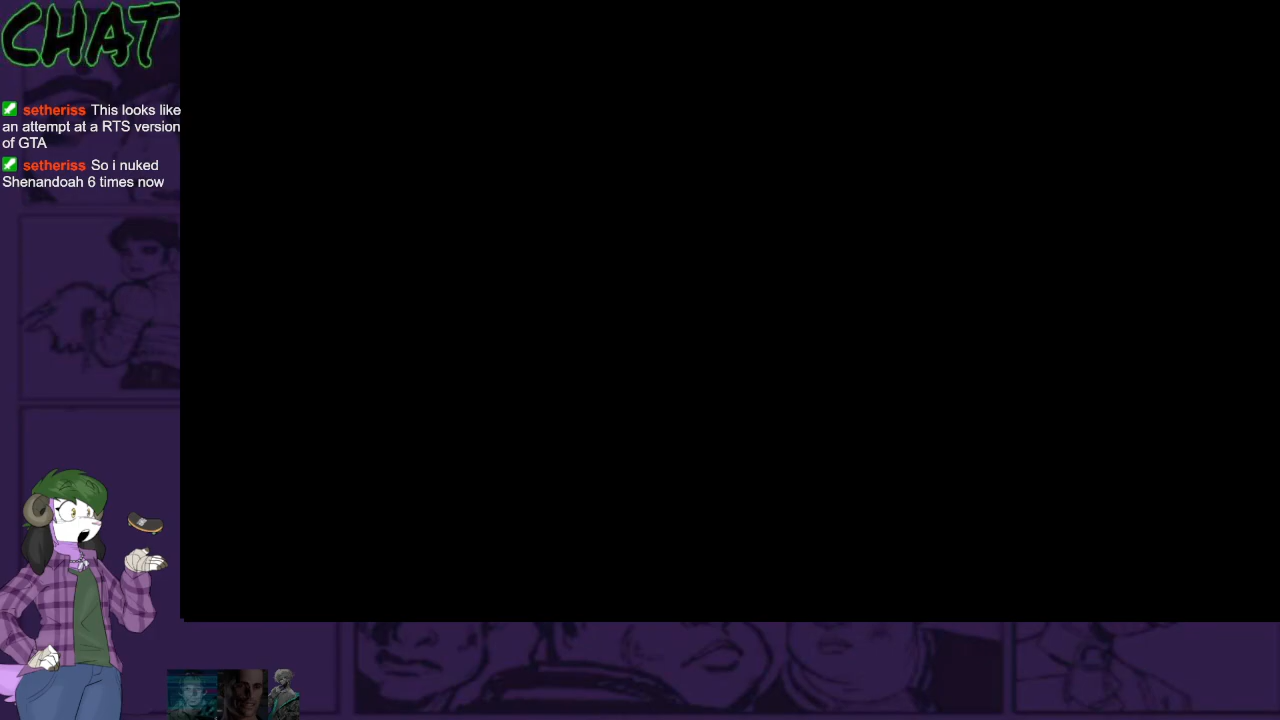 CHAT
setheriss This looks like
an attempt at a RTS version
of GTA
setheriss So i nuked
Shenandoah 6 times now